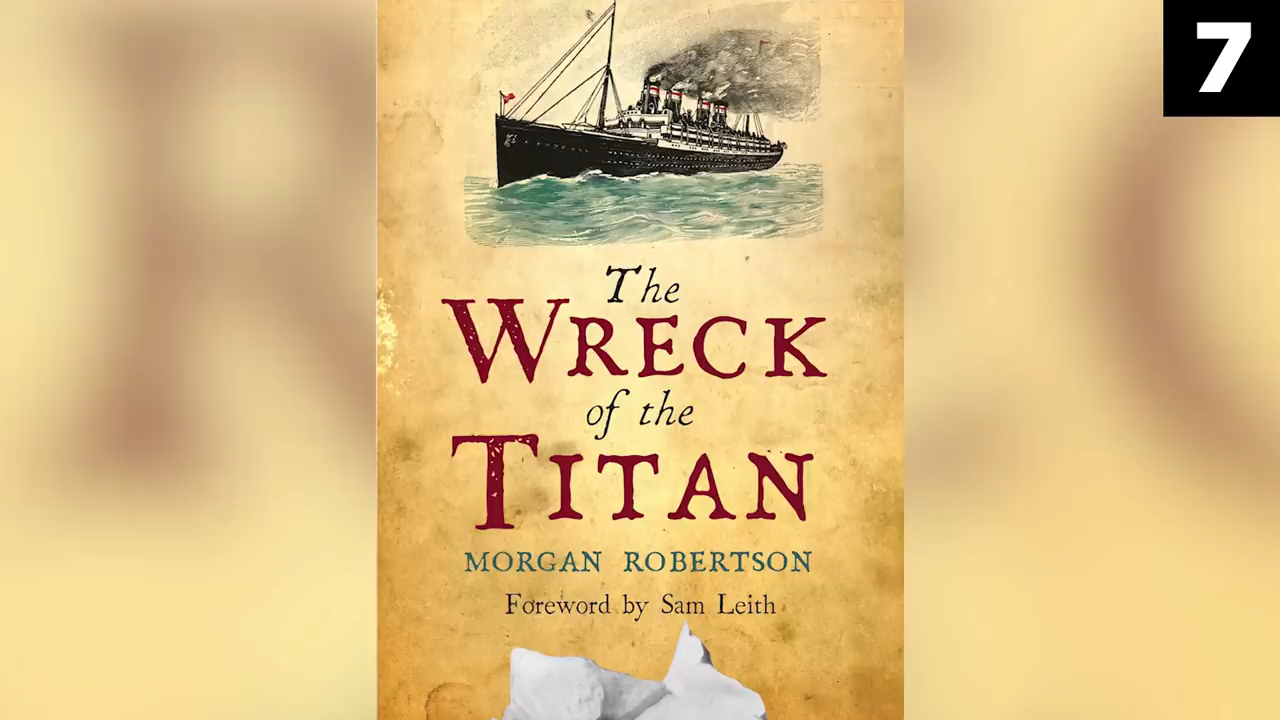 7
The
WRECK
of the
TITAN
MORGAN ROBERTSON
Foreword by Sam Leith